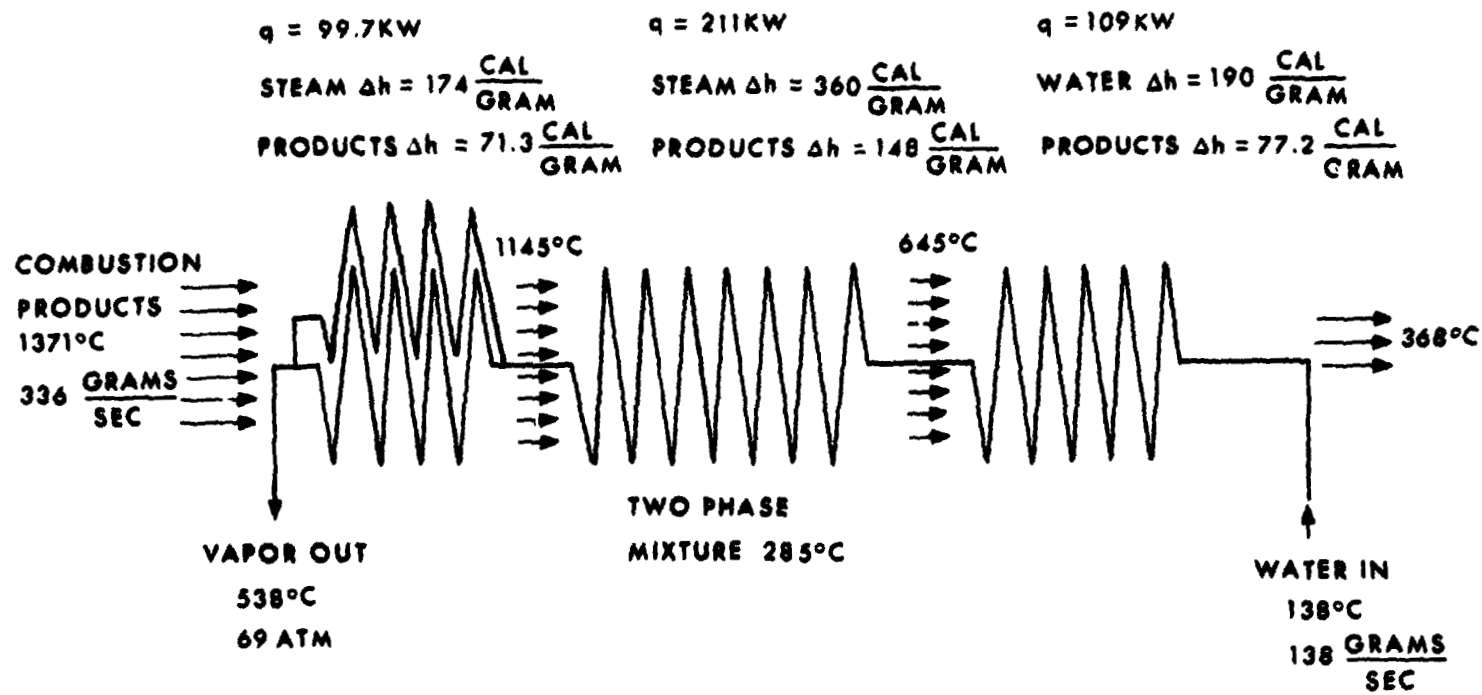 q = 99.7KW
STEAM Δh = 174 CAL/GRAM
PRODUCTS Δh = 71.3 CAL/GRAM
q = 211KW
STEAM Δh = 360 CAL/GRAM
PRODUCTS Δh = 148 CAL/GRAM
q = 109KW
WATER Δh = 190 CAL/GRAM
PRODUCTS Δh = 77.2 CAL/GRAM
COMBUSTION
PRODUCTS
1371°C
336 GRAMS/SEC
1145°C
645°C
368°C
VAPOR OUT
538°C
69 ATM
TWO PHASE
MIXTURE 285°C
WATER IN
138°C
138 GRAMS/SEC